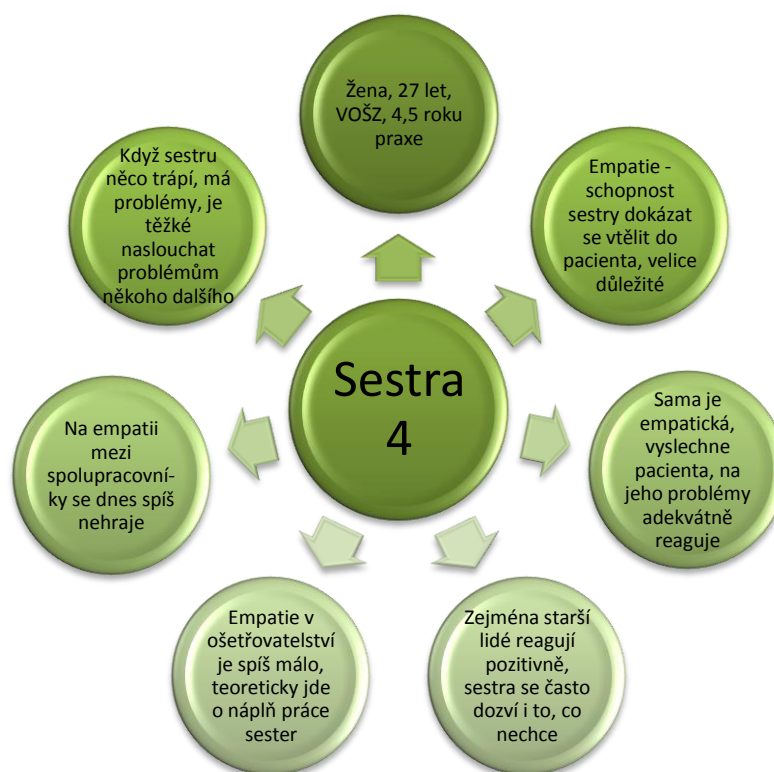 Žena, 27 let,
VOŠZ, 4,5 roku
praxe
Empatie -
schopnost
sestry dokázat
se vtělit do
pacienta, velice
důležité
Sama je
empatická,
vyslechne
pacienta, na
jeho problémy
adekvátně
reaguje
Zejména starší
lidé reagují
pozitivně,
sestra se často
dozví i to, co
nechce
Empatie v
ošetřovatelství
je spíš málo,
teoreticky jde
o náplň práce
sester
Na empatii
mezi
spolupracovní-
ky se dnes spíš
nehraje
Když sestru
něco trápí, má
problémy, je
těžké
naslouchat
problémům
někoho dalšího
Sestra
4